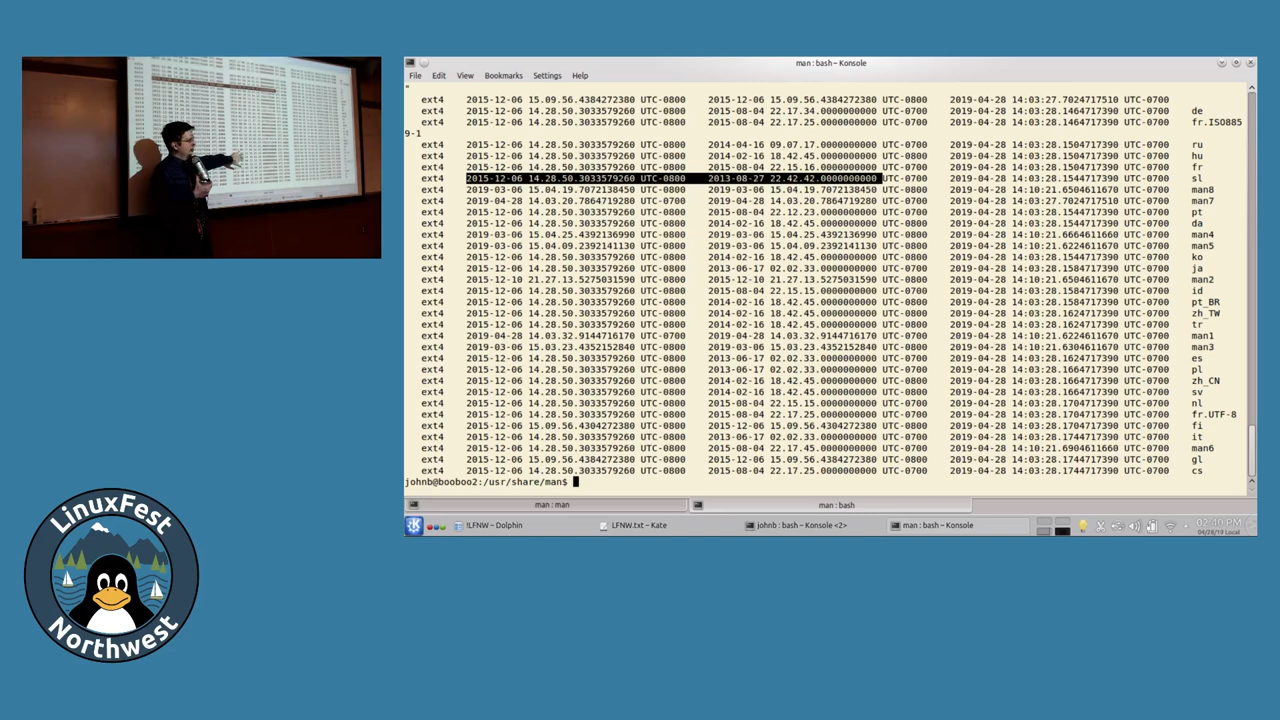 man : bash – Konsole
File Edit View Bookmarks Settings Help
"
ext4 2015-12-06 15.09.56.4384272380 UTC-0800 2015-12-06 15.09.56.4384272380 UTC-0800 2019-04-28 14:03:27.7024717510 UTC-0700
ext4 2015-12-06 14.28.50.3033579260 UTC-0800 2015-08-04 22.17.34.0000000000 UTC-0700 2019-04-28 14:03:28.1464717390 UTC-0700 de
ext4 2015-12-06 14.28.50.3033579260 UTC-0800 2015-08-04 22.17.25.0000000000 UTC-0700 2019-04-28 14:03:28.1464717390 UTC-0700 fr.ISO885
9-1
ext4 2015-12-06 14.28.50.3033579260 UTC-0800 2014-04-16 03.07.17.0000000000 UTC-0700 2019-04-28 14:03:28.1504717390 UTC-0700 ru
ext4 2015-12-06 14.28.50.3033579260 UTC-0800 2014-02-16 18.42.45.0000000000 UTC-0800 2019-04-28 14:03:28.1504717390 UTC-0700 hu
ext4 2015-12-06 14.28.50.3033579260 UTC-0800 2015-08-04 22.15.16.0000000000 UTC-0700 2019-04-28 14:03:28.1544717390 UTC-0700 fr
ext4 2015-12-06 14.28.50.3033579260 UTC-0800 2013-08-27 22.42.42.0000000000 UTC-0700 2019-04-28 14:03:28.1544717390 UTC-0700 sl
ext4 2019-03-06 15.04.19.7072138450 UTC-0800 2019-03-06 15.04.19.7072138450 UTC-0800 2019-04-28 14:10:21.6504611670 UTC-0700 man8
ext4 2019-04-28 14.03.20.7864719280 UTC-0700 2019-04-28 14.03.20.7864719280 UTC-0700 2019-04-28 14:03:27.7024717510 UTC-0700 man7
ext4 2015-12-06 14.28.50.3033579260 UTC-0800 2015-08-04 22.12.23.0000000000 UTC-0700 2019-04-28 14:03:28.1544717390 UTC-0700 pt
ext4 2015-12-06 14.28.50.3033579260 UTC-0800 2014-02-16 18.42.45.0000000000 UTC-0800 2019-04-28 14:03:28.1544717390 UTC-0700 da
ext4 2019-03-06 15.04.25.4392136990 UTC-0800 2019-03-06 15.04.25.4392136990 UTC-0800 2019-04-28 14:10:21.6664611680 UTC-0700 man4
ext4 2019-03-06 15.04.09.2392141130 UTC-0800 2019-03-06 15.04.09.2392141130 UTC-0800 2019-04-28 14:10:21.6224611670 UTC-0700 man5
ext4 2015-12-06 14.28.50.3033579260 UTC-0800 2014-02-16 18.42.45.0000000000 UTC-0800 2019-04-28 14:03:28.1584717390 UTC-0700 ko
ext4 2015-12-06 14.28.50.3033579260 UTC-0800 2013-06-17 02.02.33.0000000000 UTC-0700 2019-04-28 14:03:28.1584717390 UTC-0700 ja
ext4 2015-12-10 21.27.13.5275031590 UTC-0800 2015-12-10 21.27.13.5275031590 UTC-0800 2019-04-28 14:10:21.6504611670 UTC-0700 man2
ext4 2015-12-06 14.28.50.3033579260 UTC-0800 2015-08-04 22.15.15.0000000000 UTC-0700 2019-04-28 14:03:28.1584717390 UTC-0700 id
ext4 2015-12-06 14.28.50.3033579260 UTC-0800 2014-02-16 18.42.45.0000000000 UTC-0800 2019-04-28 14:03:28.1584717390 UTC-0700 pt_BR
ext4 2015-12-06 14.28.50.3033579260 UTC-0800 2014-02-16 18.42.45.0000000000 UTC-0800 2019-04-28 14:03:28.1624717390 UTC-0700 zh_TW
ext4 2015-12-06 14.28.50.3033579260 UTC-0800 2014-02-16 18.42.45.0000000000 UTC-0800 2019-04-28 14:03:28.1624717390 UTC-0700 tr
ext4 2019-04-28 14.03.32.9144716170 UTC-0700 2019-04-28 14.03.32.9144716170 UTC-0700 2019-04-28 14:10:21.6224611670 UTC-0700 man1
ext4 2019-03-06 15.03.23.4352152840 UTC-0800 2019-03-06 15.03.23.4352152840 UTC-0800 2019-04-28 14:10:21.6304611670 UTC-0700 man3
ext4 2015-12-06 14.28.50.3033579260 UTC-0800 2013-06-17 02.02.33.0000000000 UTC-0700 2019-04-28 14:03:28.1624717390 UTC-0700 es
ext4 2015-12-06 14.28.50.3033579260 UTC-0800 2013-06-17 02.02.33.0000000000 UTC-0700 2019-04-28 14:03:28.1624717390 UTC-0700 pl
ext4 2015-12-06 14.28.50.3033579260 UTC-0800 2014-02-16 18.42.45.0000000000 UTC-0800 2019-04-28 14:03:28.1664717390 UTC-0700 zh_CN
ext4 2015-12-06 14.28.50.3033579260 UTC-0800 2014-02-16 18.42.45.0000000000 UTC-0800 2019-04-28 14:03:28.1664717390 UTC-0700 sv
ext4 2015-12-06 14.28.50.3033579260 UTC-0800 2015-08-04 22.15.15.0000000000 UTC-0700 2019-04-28 14:03:28.1704717390 UTC-0700 nl
ext4 2015-12-06 14.28.50.3033579260 UTC-0800 2015-08-04 22.17.25.0000000000 UTC-0700 2019-04-28 14:03:28.1704717390 UTC-0700 fr.UTF-8
ext4 2015-12-06 15.09.56.4304272380 UTC-0800 2015-12-06 15.09.56.4304272380 UTC-0800 2019-04-28 14:03:28.1704717390 UTC-0700 fi
ext4 2015-12-06 14.28.50.3033579260 UTC-0800 2013-06-17 02.02.33.0000000000 UTC-0700 2019-04-28 14:03:28.1744717390 UTC-0700 it
ext4 2015-12-06 14.28.50.3033579260 UTC-0800 2015-08-04 22.17.45.0000000000 UTC-0700 2019-04-28 14:10:21.6904611660 UTC-0700 man6
ext4 2015-12-06 15.09.56.4384272380 UTC-0800 2015-12-06 15.09.56.4384272380 UTC-0800 2019-04-28 14:03:28.1744717390 UTC-0700 gl
ext4 2015-12-06 14.28.50.3033579260 UTC-0800 2015-08-04 22.17.25.0000000000 UTC-0700 2019-04-28 14:03:28.1744717390 UTC-0700 cs
johnb@booboo2:/usr/share/man$
man : man man : bash
!LFNW – Dolphin LFNW.txt – Kate johnb : bash – Konsole <2> man : bash – Konsole 02:40 PM
04/28/19 Local
LinuxFest
Northwest